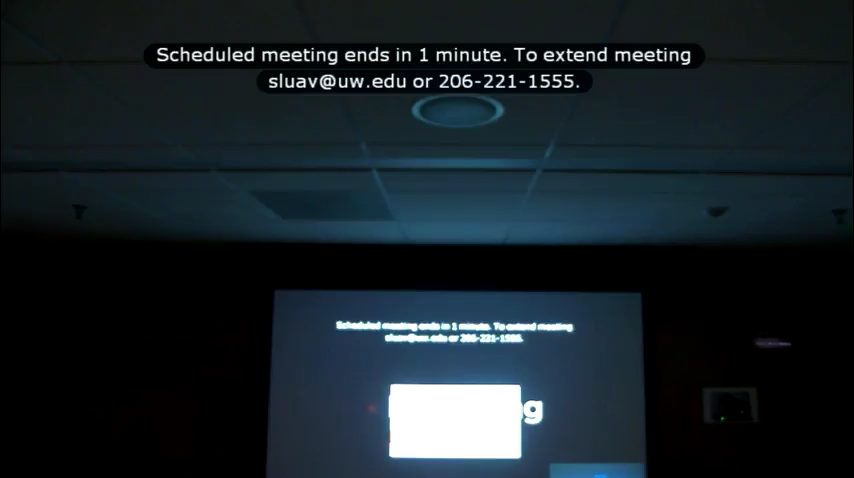 Scheduled meeting ends in 1 minute. To extend meeting
sluav@uw.edu or 206-221-1555.
Scheduled meeting ends in 1 minute. To extend meeting
sluav@uw.edu or 206-221-1555.